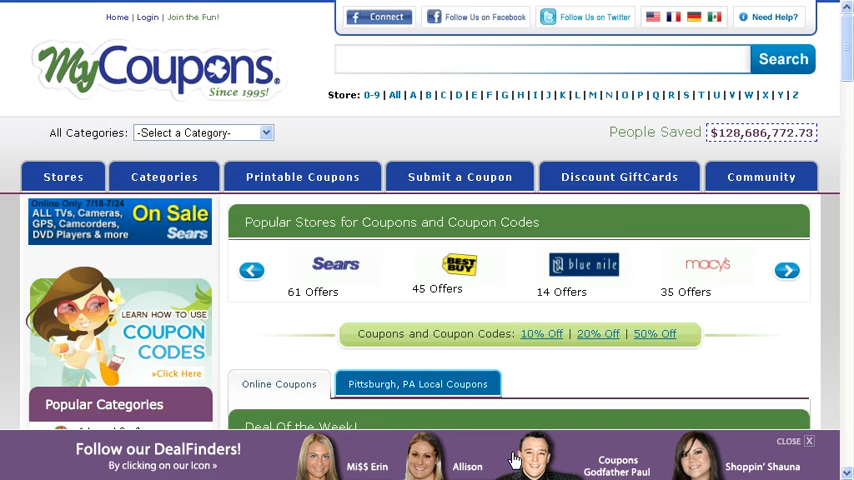 Home | Login | Join the Fun!
Connect
Follow Us on Facebook
Follow Us on Twitter
Need Help?
MyCoupons®
Since 1995!
Search
Store: 0-9 | All | A | B | C | D | E | F | G | H | I | J | K | L | M | N | O | P | Q | R | S | T | U | V | W | X | Y | Z
All Categories: -Select a Category-
People Saved $128,686,772.73
Stores
Categories
Printable Coupons
Submit a Coupon
Discount GiftCards
Community
Online Only 7/18-7/24
ALL TVs, Cameras,
GPS, Camcorders,
DVD Players & more
On Sale
Sears
Popular Stores for Coupons and Coupon Codes
Sears
BEST BUY
blue nile
macy's
61 Offers
45 Offers
14 Offers
35 Offers
LEARN HOW TO USE
COUPON
CODES
»Click Here
Coupons and Coupon Codes: 10% Off | 20% Off | 50% Off
Online Coupons
Pittsburgh, PA Local Coupons
Popular Categories
Deal Of the Week!
Follow our DealFinders!
By clicking on our Icon »
Mi$$ Erin
Allison
Coupons
Godfather Paul
Shoppin' Shauna
CLOSE X